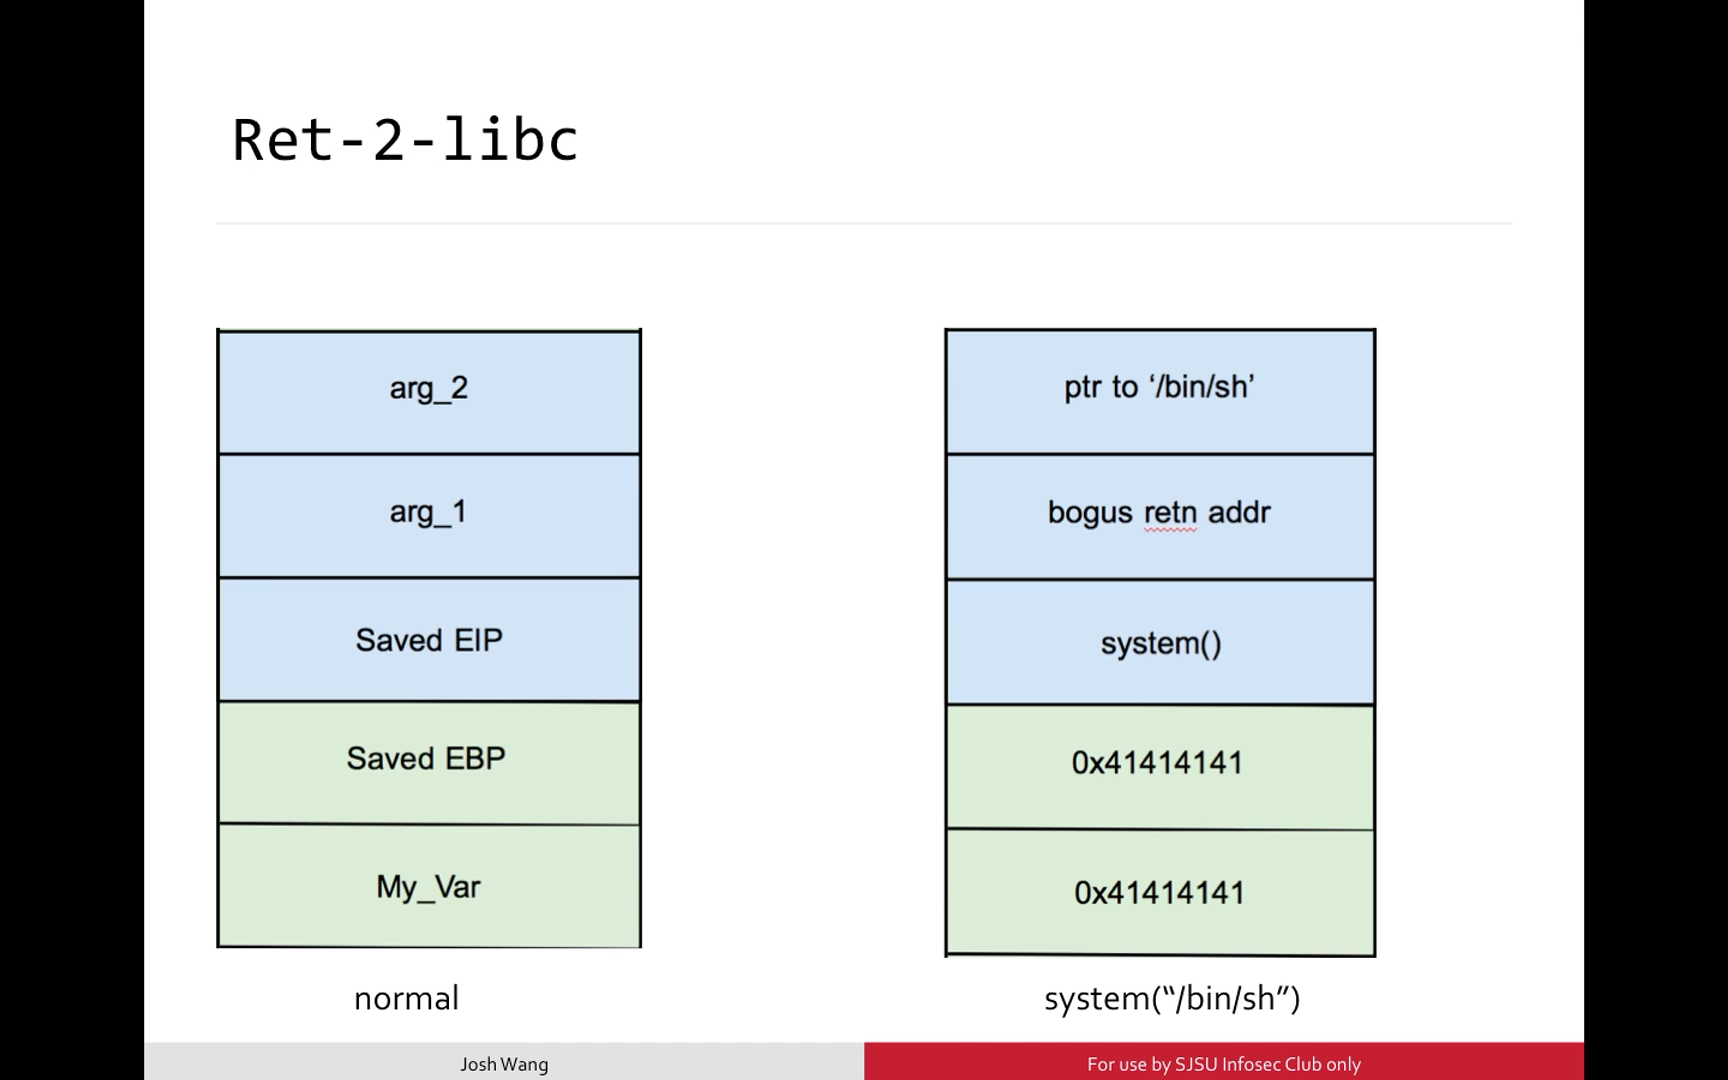 Ret-2-libc
arg_2
arg_1
Saved EIP
Saved EBP
My_Var
normal
ptr to ‘/bin/sh’
bogus retn addr
system()
0x41414141
0x41414141
system(“/bin/sh”)
Josh Wang
For use by SJSU Infosec Club only